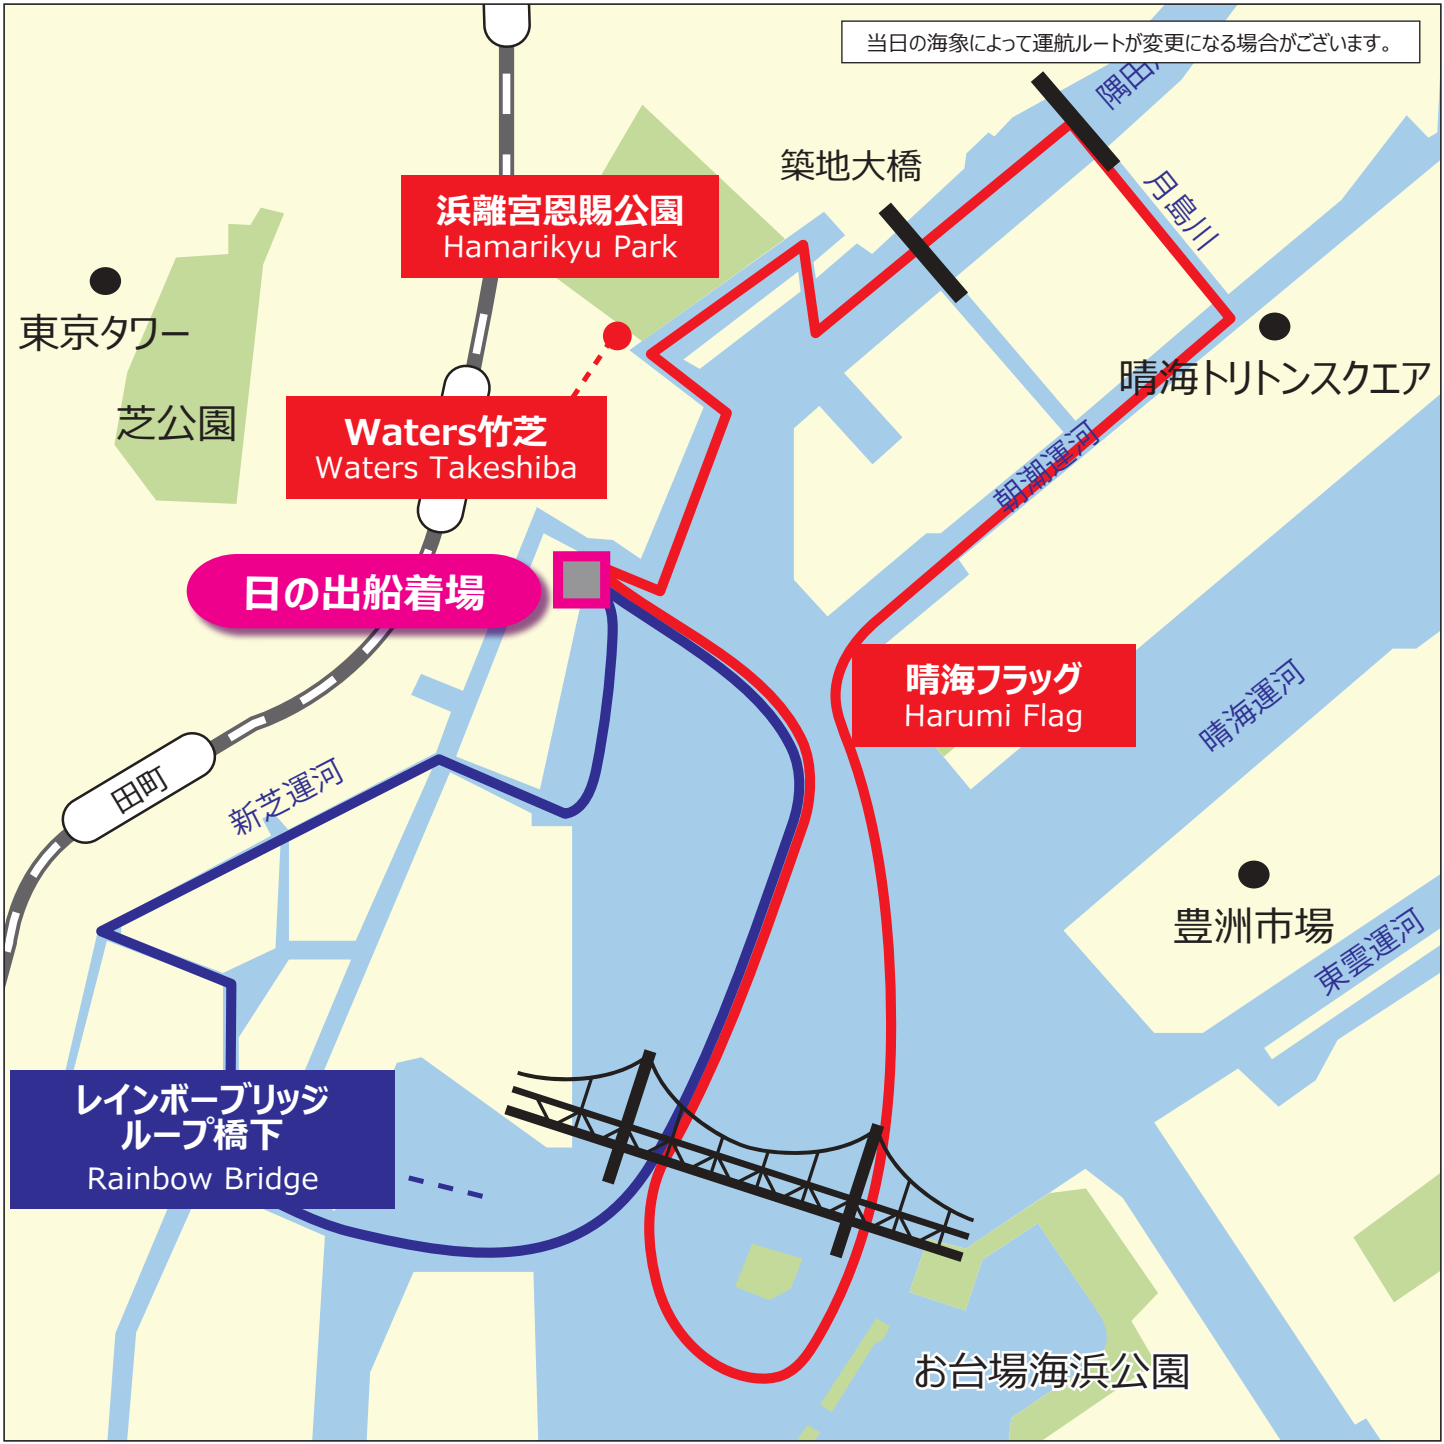 当日の海象によって運航ルートが変更になる場合がございます。
隅田
築地大橋
月島川
浜離宮恩賜公園
Hamarikyu Park
東京タワー
晴海トリトンスクエア
芝公園
Waters竹芝
Waters Takeshiba
朝潮運河
日の出船着場
晴海フラッグ
Harumi Flag
晴海運河
田町
新芝運河
豊洲市場
東雲運河
レインボーブリッジ
ループ橋下
Rainbow Bridge
お台場海浜公園